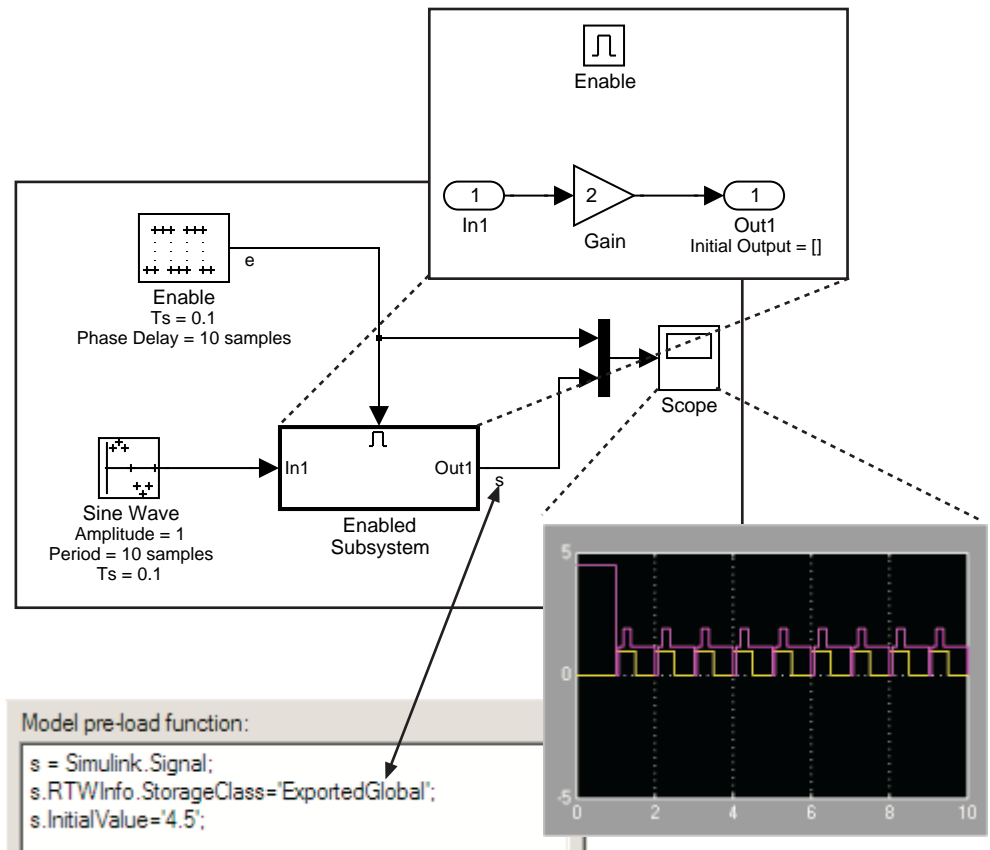 Enable
1
2
1
In1
Gain
Out1
Initial Output = []
e
Enable
Ts = 0.1
Phase Delay = 10 samples
Scope
In1
Out1
s
Sine Wave
Amplitude = 1
Period = 10 samples
Ts = 0.1
Enabled
Subsystem
5
0
-5
0 2 4 6 8 10
Model pre-load function:
s = Simulink.Signal;
s.RTWInfo.StorageClass='ExportedGlobal';
s.InitialValue='4.5';